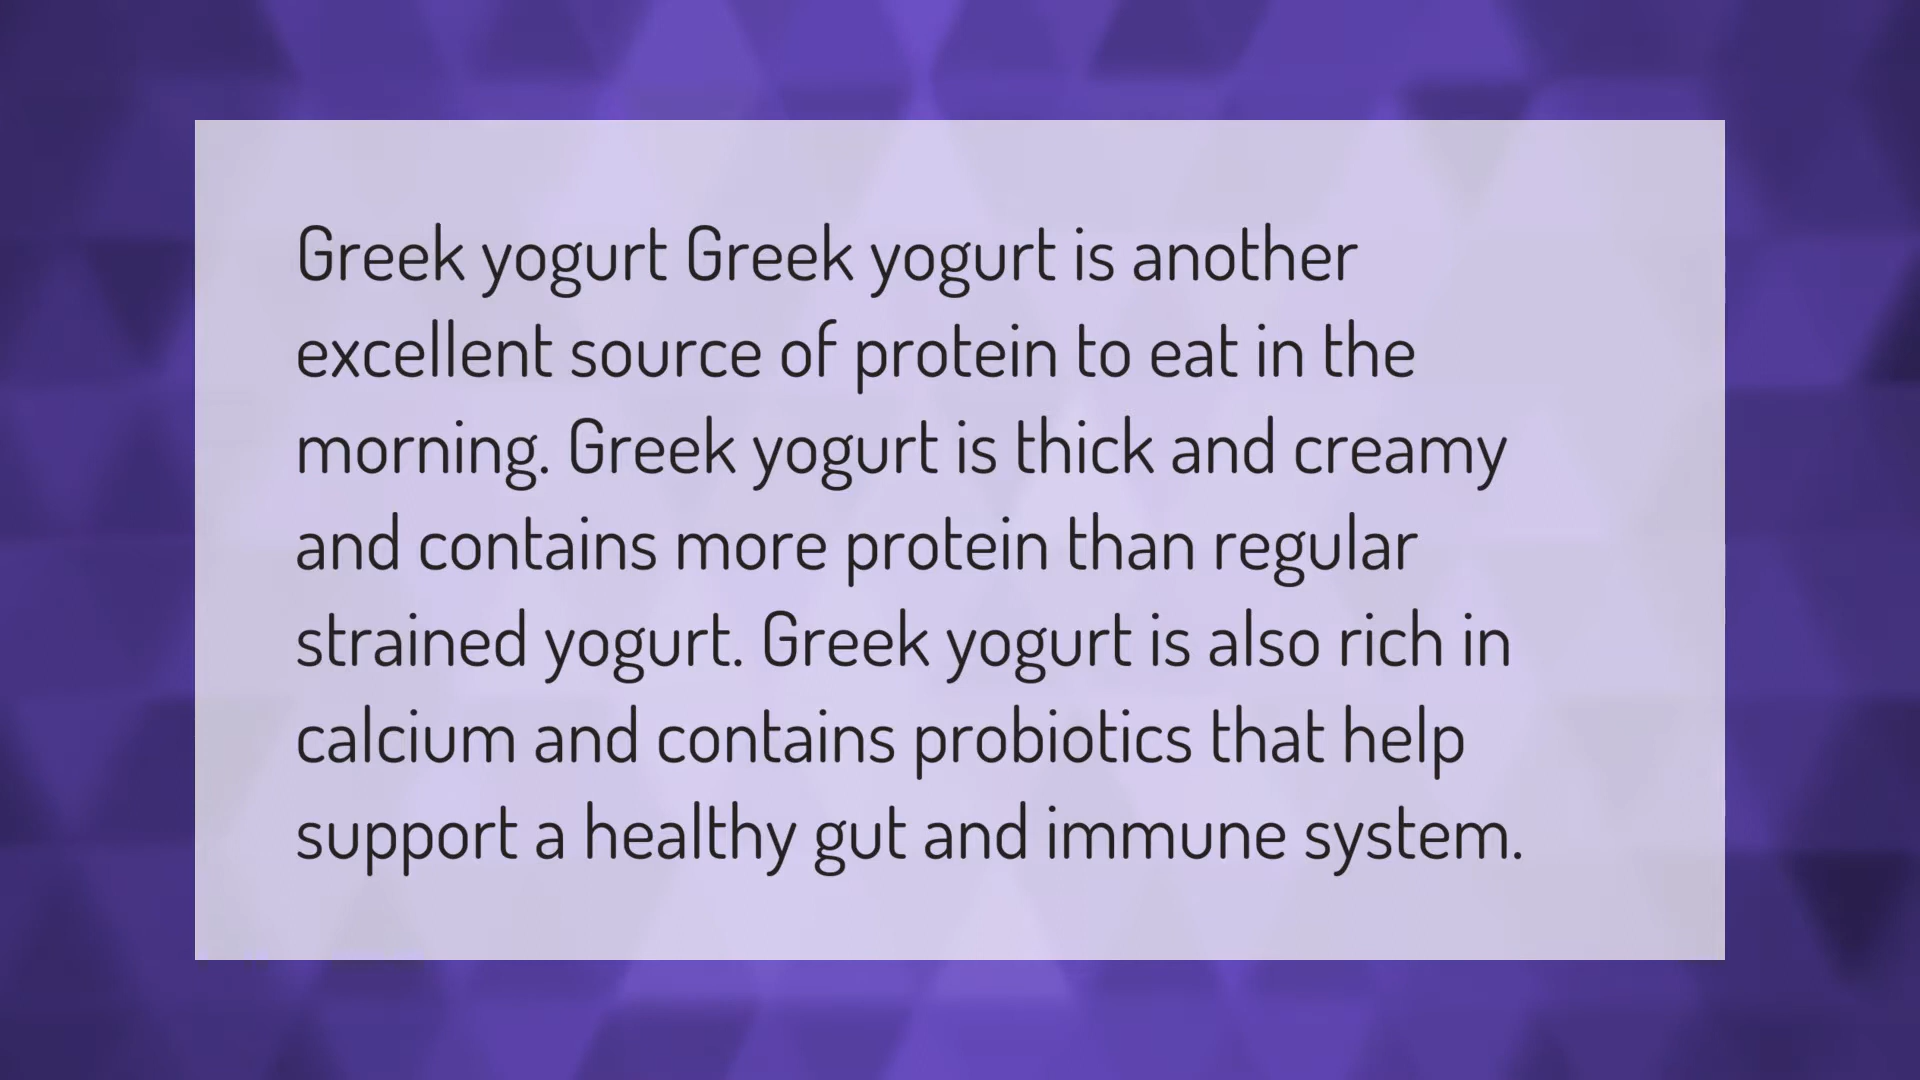 Greek yogurt Greek yogurt is another
excellent source of protein to eat in the
morning. Greek yogurt is thick and creamy
and contains more protein than regular
strained yogurt. Greek yogurt is also rich in
calcium and contains probiotics that help
support a healthy gut and immune system.